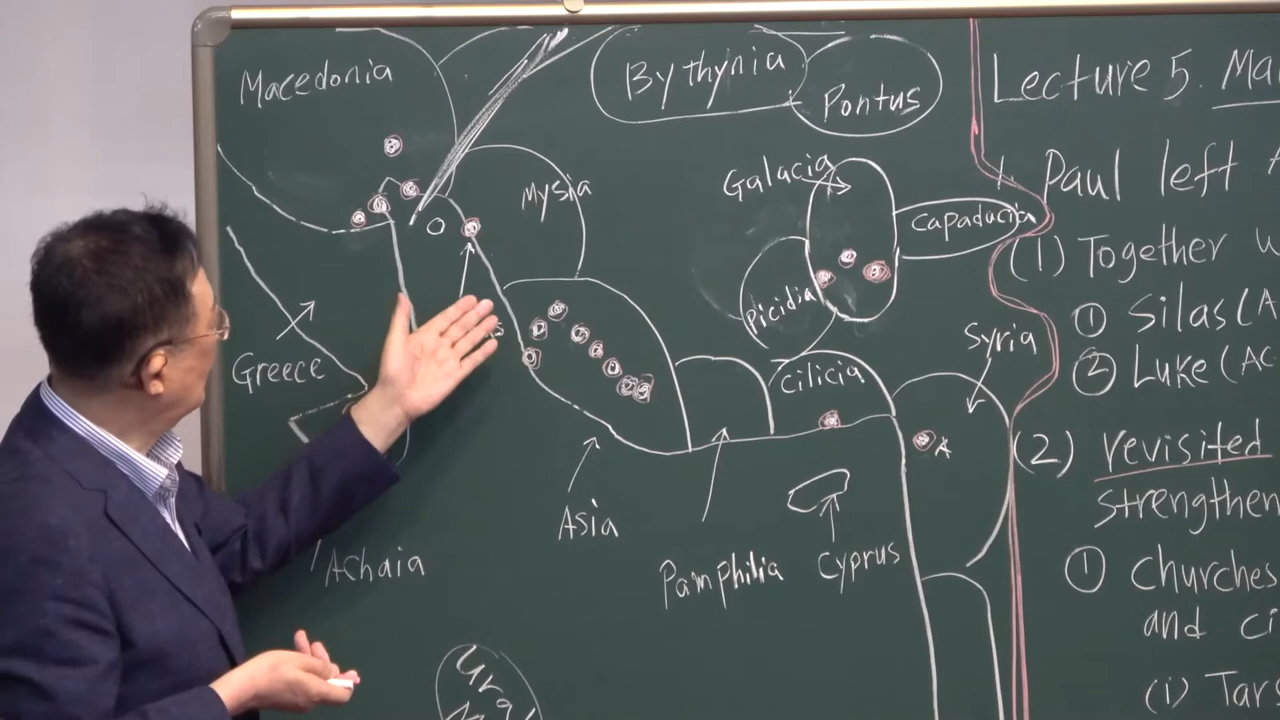 Macedonia
Bythynia
Pontus
Mysia
Galacia
Capaducia
Picidia
Greece
cilicia
Syria
A
Asia
Achaia
Pamphilia
Cyprus
Lecture 5. Ma
1. Paul left A
(1) Together w
① Silas (A
② Luke (Ac
(2) revisited
strengthen
① Churches
and ci
(i) Tars